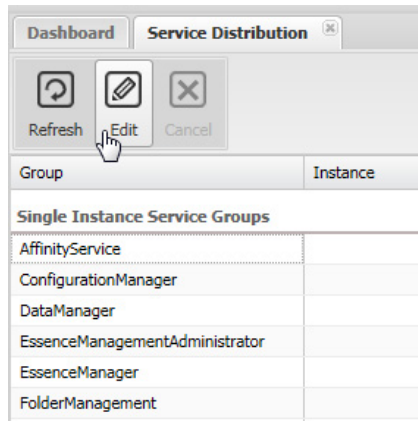 Dashboard Service Distribution
Refresh Edit Cancel
Group Instance
Single Instance Service Groups
AffinityService
ConfigurationManager
DataManager
EssenceManagementAdministrator
EssenceManager
FolderManagement